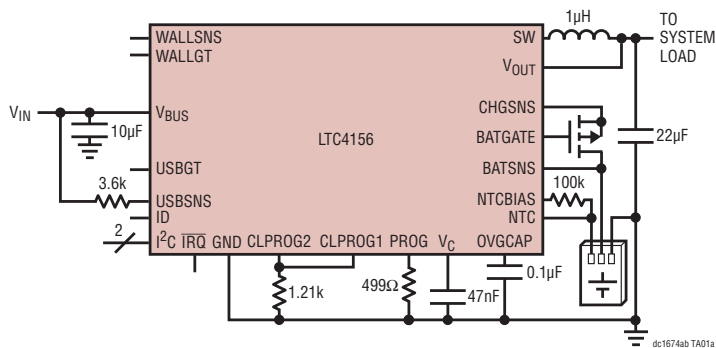 1µH
TO
SYSTEM
LOAD
WALLSNS
WALLGT
SW
VOUT
VIN
VBUS
10µF
CHGSNS
LTC4156
BATGATE
22µF
USBGT
BATSNS
3.6k
USBSNS
NTCBIAS
100k
ID
NTC
2
I2C
IRQ
GND
CLPROG2
CLPROG1
PROG
VC
OVGCAP
1.21k
499Ω
47nF
0.1µF
dc1674ab TA01a